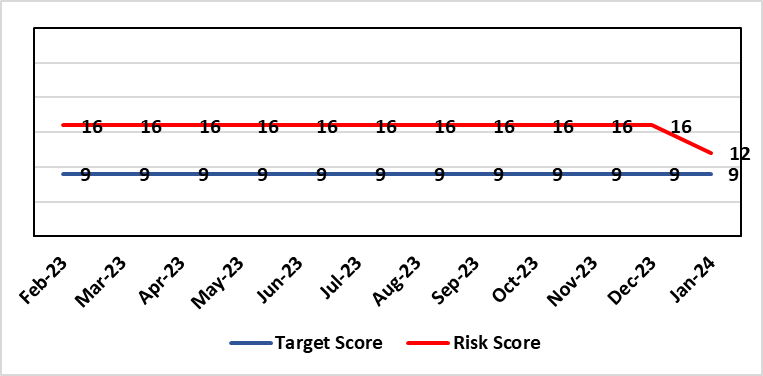 16 16 16 16 16 16 16 16 16 16 16 12
9 9 9 9 9 9 9 9 9 9 9 9
Feb-23 Mar-23 Apr-23 May-23 Jun-23 Jul-23 Aug-23 Sep-23 Oct-23 Nov-23 Dec-23 Jan-24
Target Score Risk Score